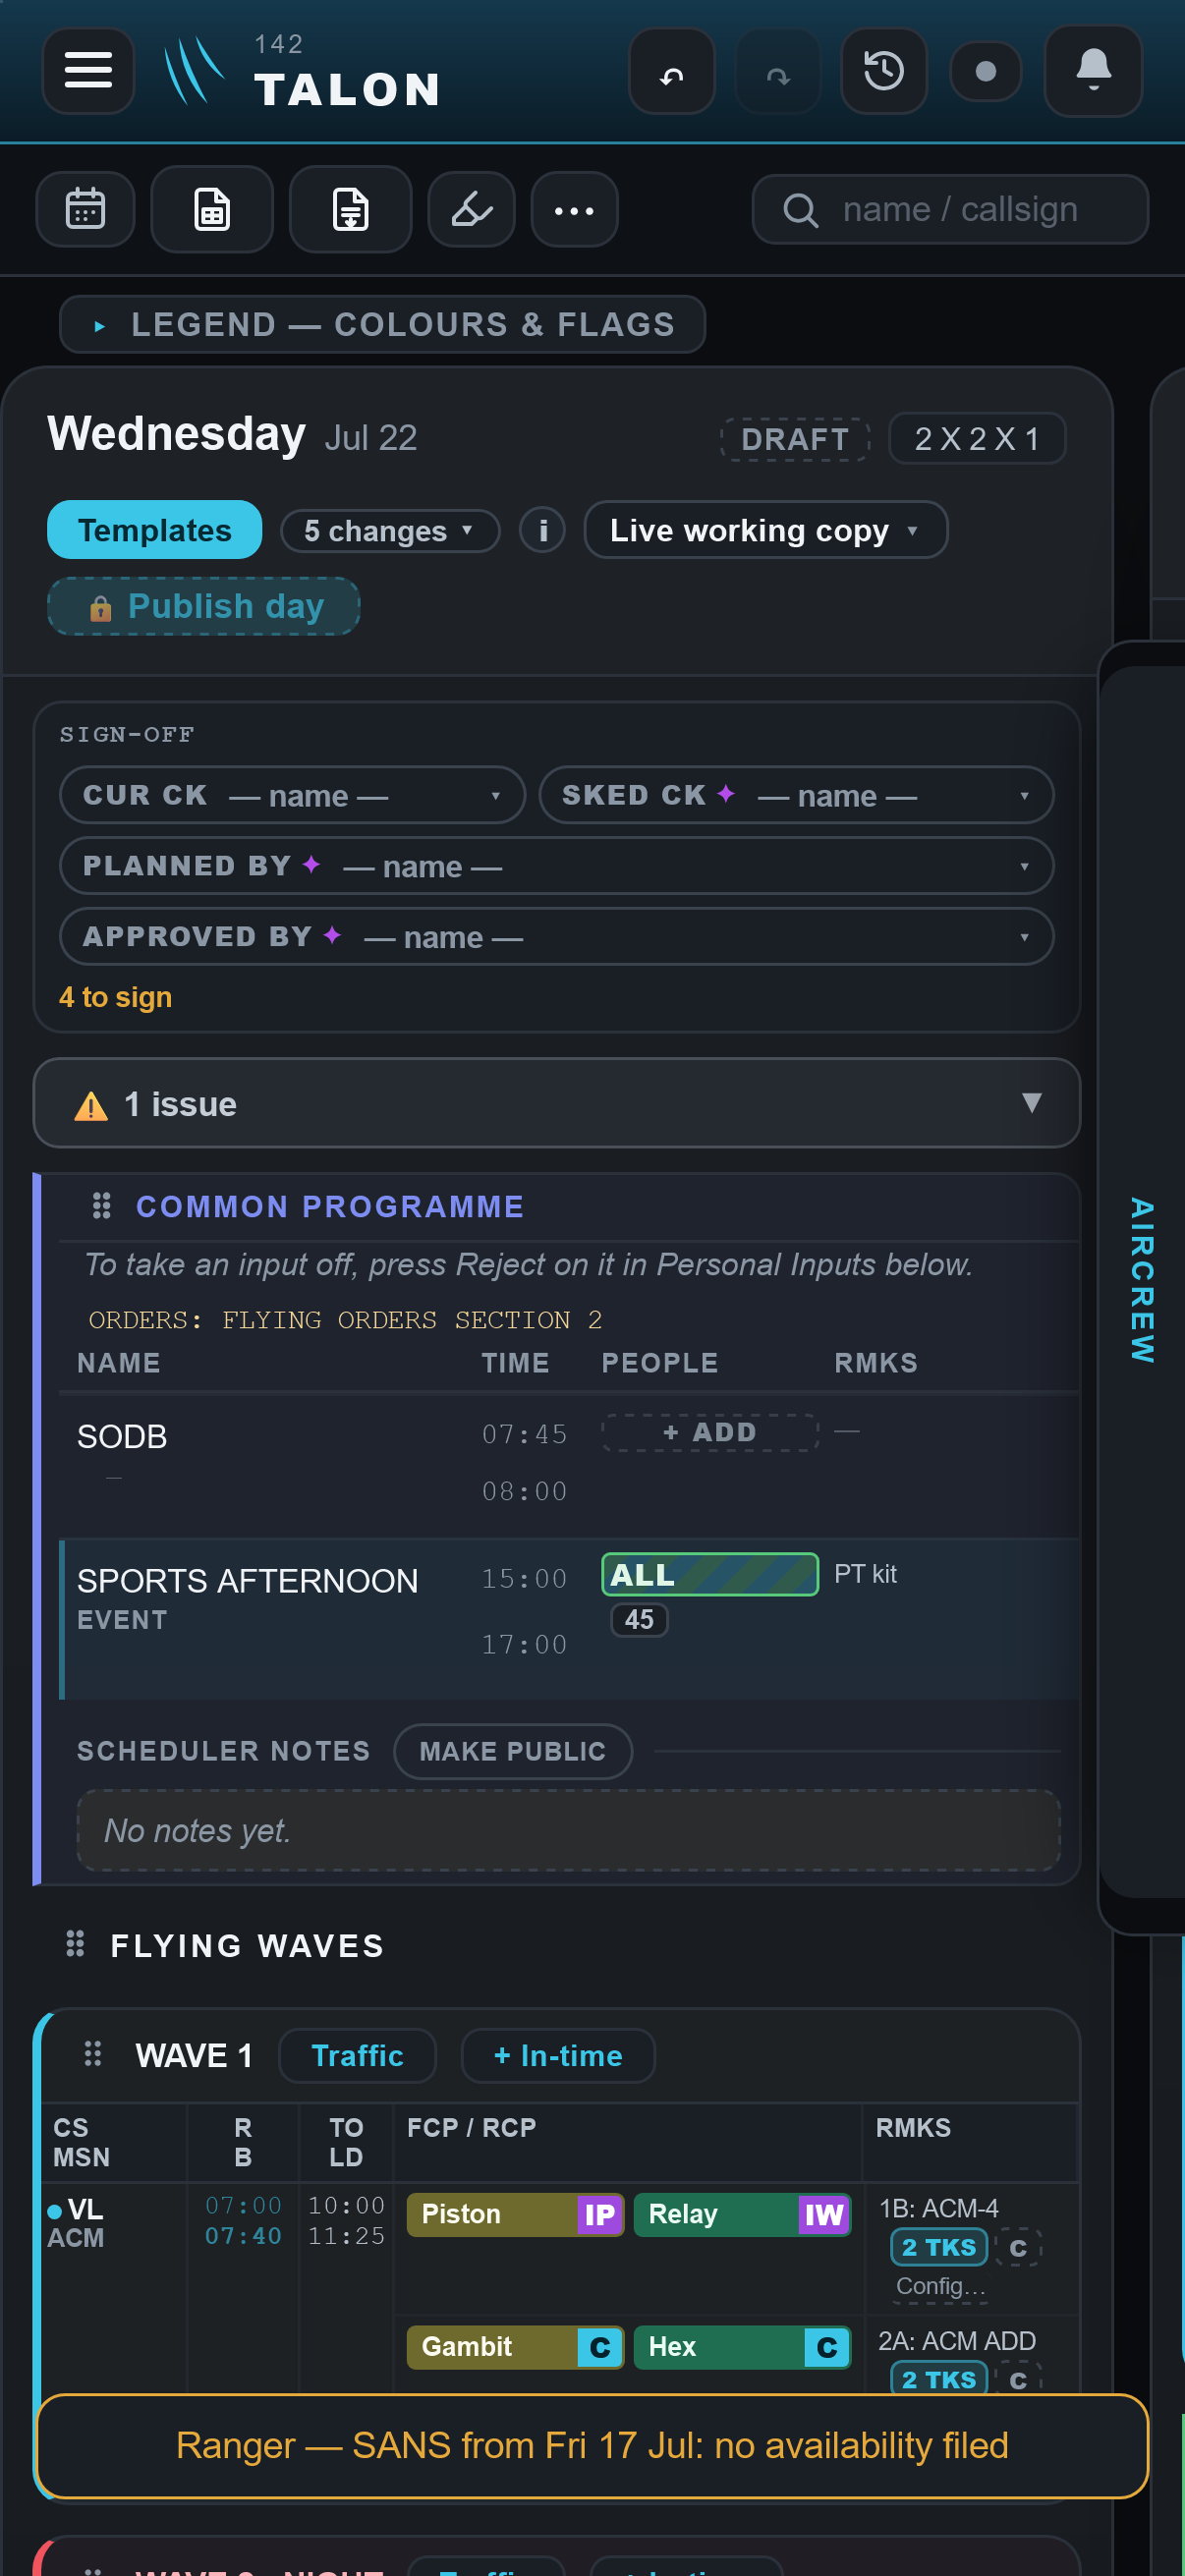 142
TALON
name / callsign
LEGEND — COLOURS & FLAGS
Wednesday Jul 22 DRAFT 2 X 2 X 1
Templates 5 changes i Live working copy
Publish day
SIGN-OFF
CUR CK — name — SKED CK — name —
PLANNED BY — name —
APPROVED BY — name —
4 to sign
1 issue
COMMON PROGRAMME
To take an input off, press Reject on it in Personal Inputs below.
ORDERS: FLYING ORDERS SECTION 2
NAME TIME PEOPLE RMKS
SODB 07:45 + ADD —
— 08:00
SPORTS AFTERNOON 15:00 ALL PT kit
EVENT 45
17:00
SCHEDULER NOTES MAKE PUBLIC
No notes yet.
AIRCREW
FLYING WAVES
WAVE 1 Traffic + In-time
CS R TO FCP / RCP RMKS
MSN B LD
VL 07:00 10:00 Piston IP Relay IW 1B: ACM-4
ACM 07:40 11:25 2 TKS C
Config...
Gambit C Hex C 2A: ACM ADD
2 TKS C
Ranger — SANS from Fri 17 Jul: no availability filed